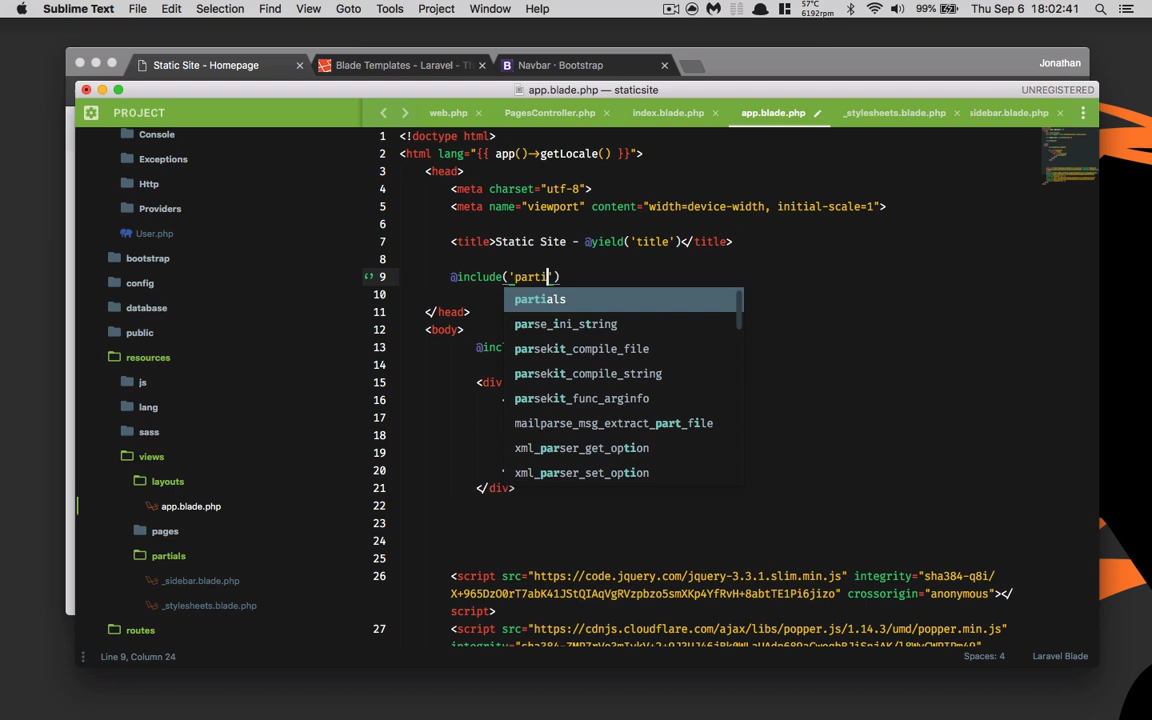 Sublime Text File Edit Selection Find View Goto Tools Project Window Help 57°C 6192rpm 99% Thu Sep 6 18:02:41
Static Site - Homepage × Blade Templates - Laravel - Th × B Navbar · Bootstrap × Jonathan
app.blade.php — staticsite UNREGISTERED
PROJECT web.php × PagesController.php × index.blade.php × app.blade.php _stylesheets.blade.php × sidebar.blade.php ×
Console
Exceptions
Http
Providers
User.php
bootstrap
config
database
public
resources
js
lang
sass
views
layouts
app.blade.php
pages
partials
_sidebar.blade.php
_stylesheets.blade.php
routes
1 <!doctype html>
2 <html lang="{{ app()->getLocale() }}">
3 <head>
4 <meta charset="utf-8">
5 <meta name="viewport" content="width=device-width, initial-scale=1">
6
7 <title>Static Site - @yield('title')</title>
8
9 @include('parti')
10
11 </head>
12 <body>
13 @inc
14
15 <div
16
17
18
19
20
21 </div>
22
23
24
25
26 <script src="https://code.jquery.com/jquery-3.3.1.slim.min.js" integrity="sha384-q8i/
X+965DzO0rT7abK41JStQIAqVgRVzpbzo5smXKp4YfRvH+8abtTE1Pi6jizo" crossorigin="anonymous"></
script>
27 <script src="https://cdnjs.cloudflare.com/ajax/libs/popper.js/1.14.3/umd/popper.min.js"
partials
parse_ini_string
parsekit_compile_file
parsekit_compile_string
parsekit_func_arginfo
mailparse_msg_extract_part_file
xml_parser_get_option
xml_parser_set_option
Line 9, Column 24 Spaces: 4 Laravel Blade